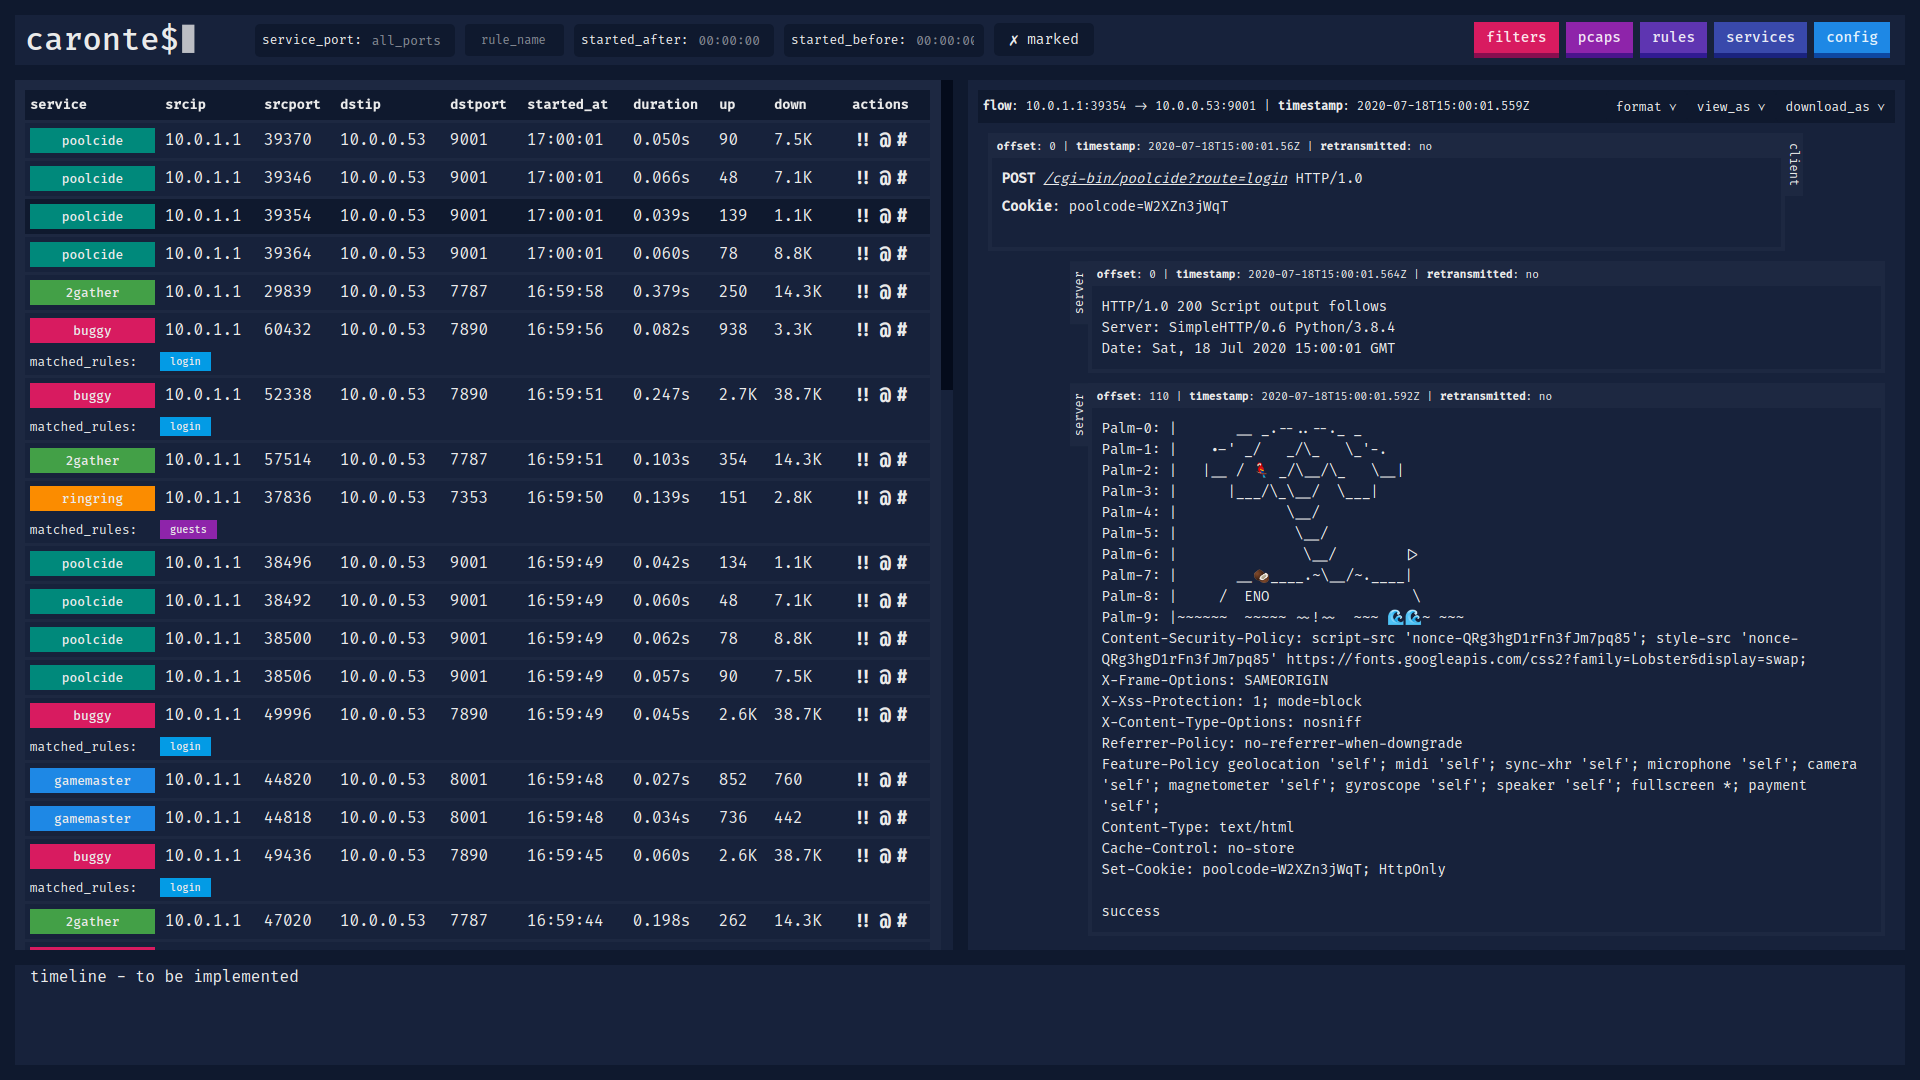 caronte$
service_port: all_ports rule_name started_after: 00:00:00 started_before: 00:00:00 ✗ marked
filters pcaps rules services config
service srcip srcport dstip dstport started_at duration up down actions
poolcide 10.0.1.1 39370 10.0.0.53 9001 17:00:01 0.050s 90 7.5K !! @ #
poolcide 10.0.1.1 39346 10.0.0.53 9001 17:00:01 0.066s 48 7.1K !! @ #
poolcide 10.0.1.1 39354 10.0.0.53 9001 17:00:01 0.039s 139 1.1K !! @ #
poolcide 10.0.1.1 39364 10.0.0.53 9001 17:00:01 0.060s 78 8.8K !! @ #
2gather 10.0.1.1 29839 10.0.0.53 7787 16:59:58 0.379s 250 14.3K !! @ #
buggy 10.0.1.1 60432 10.0.0.53 7890 16:59:56 0.082s 938 3.3K !! @ #
matched_rules: login
buggy 10.0.1.1 52338 10.0.0.53 7890 16:59:51 0.247s 2.7K 38.7K !! @ #
matched_rules: login
2gather 10.0.1.1 57514 10.0.0.53 7787 16:59:51 0.103s 354 14.3K !! @ #
ringring 10.0.1.1 37836 10.0.0.53 7353 16:59:50 0.139s 151 2.8K !! @ #
matched_rules: guests
poolcide 10.0.1.1 38496 10.0.0.53 9001 16:59:49 0.042s 134 1.1K !! @ #
poolcide 10.0.1.1 38492 10.0.0.53 9001 16:59:49 0.060s 48 7.1K !! @ #
poolcide 10.0.1.1 38500 10.0.0.53 9001 16:59:49 0.062s 78 8.8K !! @ #
poolcide 10.0.1.1 38506 10.0.0.53 9001 16:59:49 0.057s 90 7.5K !! @ #
buggy 10.0.1.1 49996 10.0.0.53 7890 16:59:49 0.045s 2.6K 38.7K !! @ #
matched_rules: login
gamemaster 10.0.1.1 44820 10.0.0.53 8001 16:59:48 0.027s 852 760 !! @ #
gamemaster 10.0.1.1 44818 10.0.0.53 8001 16:59:48 0.034s 736 442 !! @ #
buggy 10.0.1.1 49436 10.0.0.53 7890 16:59:45 0.060s 2.6K 38.7K !! @ #
matched_rules: login
2gather 10.0.1.1 47020 10.0.0.53 7787 16:59:44 0.198s 262 14.3K !! @ #
flow: 10.0.1.1:39354 -> 10.0.0.53:9001 | timestamp: 2020-07-18T15:00:01.559Z format ˅ view_as ˅ download_as ˅
offset: 0 | timestamp: 2020-07-18T15:00:01.56Z | retransmitted: no
client
POST /cgi-bin/poolcide?route=login HTTP/1.0
Cookie: poolcode=W2XZn3jWqT
server
offset: 0 | timestamp: 2020-07-18T15:00:01.564Z | retransmitted: no
HTTP/1.0 200 Script output follows
Server: SimpleHTTP/0.6 Python/3.8.4
Date: Sat, 18 Jul 2020 15:00:01 GMT
server
offset: 110 | timestamp: 2020-07-18T15:00:01.592Z | retransmitted: no
Palm-0: |       __ _.--..--._ _
Palm-1: |    .-' _/   _/\_   \_'-.
Palm-2: |   |__ / 🦜 _/\__/\_   \__|
Palm-3: |      |___/\_\__/  \___|
Palm-4: |             \__/
Palm-5: |              \__/
Palm-6: |               \__/        ▷
Palm-7: |       __🥥____.~\__/~.____|
Palm-8: |     /  ENO                 \
Palm-9: |~~~~~~  ~~~~~ ~~!~~  ~~~ 🌊🌊~ ~~~
Content-Security-Policy: script-src 'nonce-QRg3hgD1rFn3fJm7pq85'; style-src 'nonce-
QRg3hgD1rFn3fJm7pq85' https://fonts.googleapis.com/css2?family=Lobster&display=swap;
X-Frame-Options: SAMEORIGIN
X-Xss-Protection: 1; mode=block
X-Content-Type-Options: nosniff
Referrer-Policy: no-referrer-when-downgrade
Feature-Policy geolocation 'self'; midi 'self'; sync-xhr 'self'; microphone 'self'; camera
'self'; magnetometer 'self'; gyroscope 'self'; speaker 'self'; fullscreen *; payment
'self';
Content-Type: text/html
Cache-Control: no-store
Set-Cookie: poolcode=W2XZn3jWqT; HttpOnly
success
timeline - to be implemented